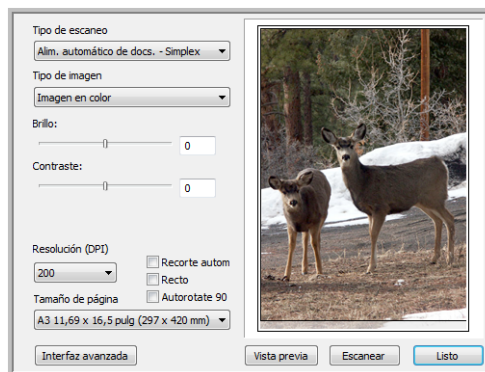 Tipo de escaneo
Alim. automático de docs. - Simplex
Tipo de imagen
Imagen en color
Brillo:
0
Contraste:
0
Resolución (DPI)
200
Recorte autom
Recto
Autorotate 90
Tamaño de página
A3 11,69 x 16,5 pulg (297 x 420 mm)
Interfaz avanzada
Vista previa
Escanear
Listo